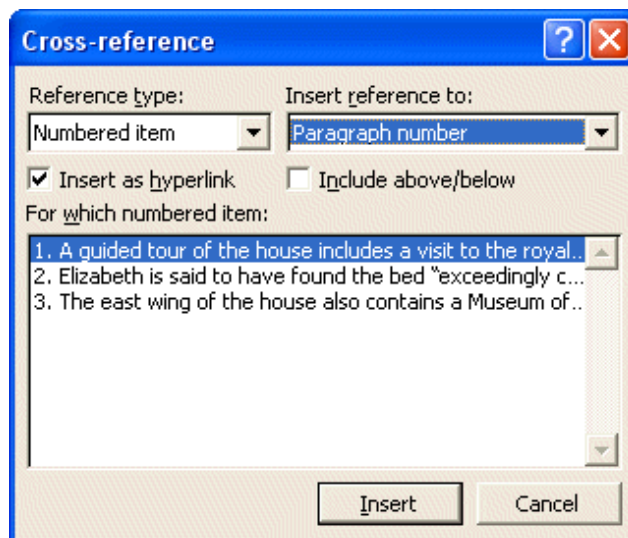 Cross-reference
Reference type: Insert reference to:
Numbered item Paragraph number
Insert as hyperlink Include above/below
For which numbered item:
1. A guided tour of the house includes a visit to the royal...
2. Elizabeth is said to have found the bed “exceedingly c...
3. The east wing of the house also contains a Museum of...
Insert Cancel